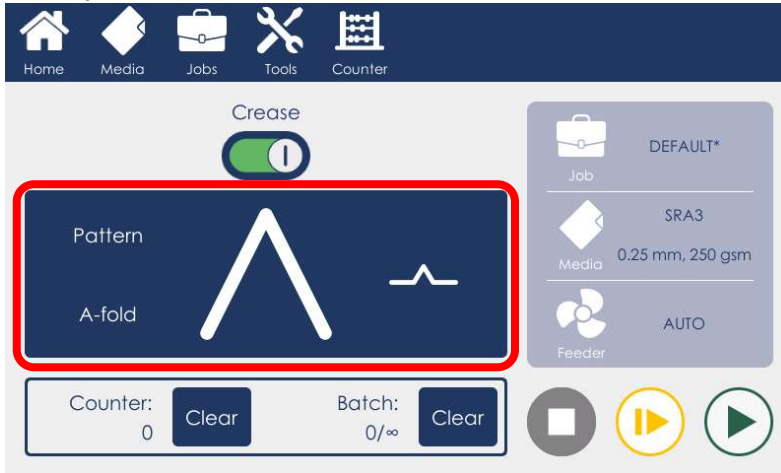 Home Media Jobs Tools Counter
Crease
Pattern
A-fold
Job
DEFAULT*
Media
SRA3
0.25 mm, 250 gsm
Feeder
AUTO
Counter:
0
Clear
Batch:
0/∞
Clear